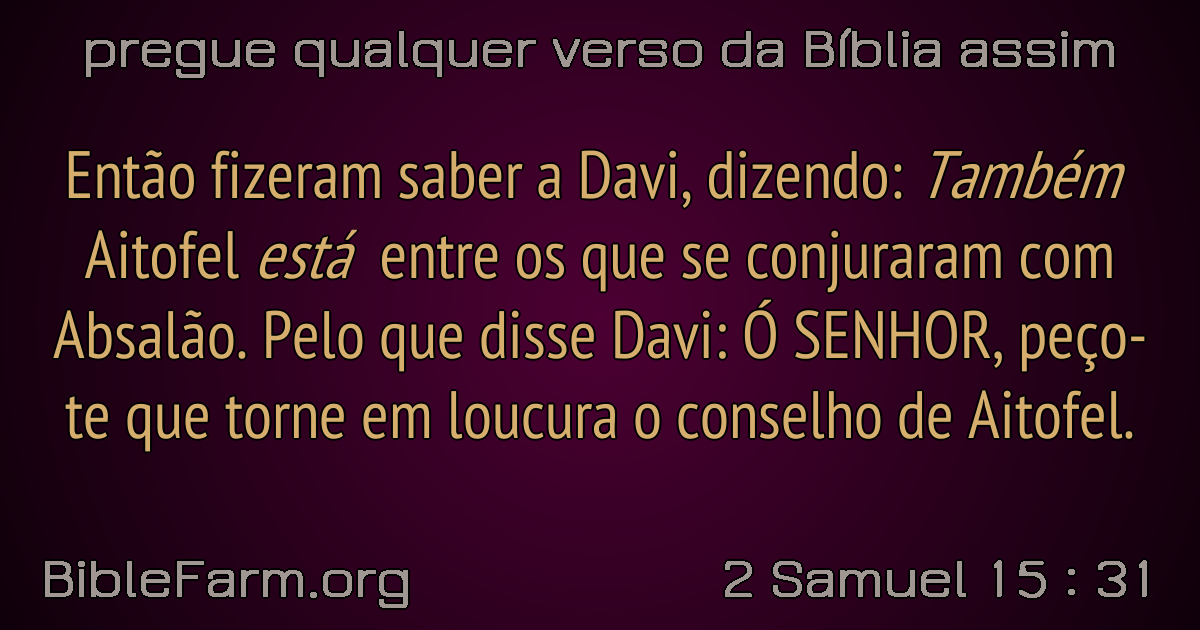 pregue qualquer verso da Bíblia assim
Então fizeram saber a Davi, dizendo: Também
Aitofel está entre os que se conjuraram com
Absalão. Pelo que disse Davi: Ó SENHOR, peço-
te que torne em loucura o conselho de Aitofel.
BibleFarm.org
2 Samuel 15 : 31